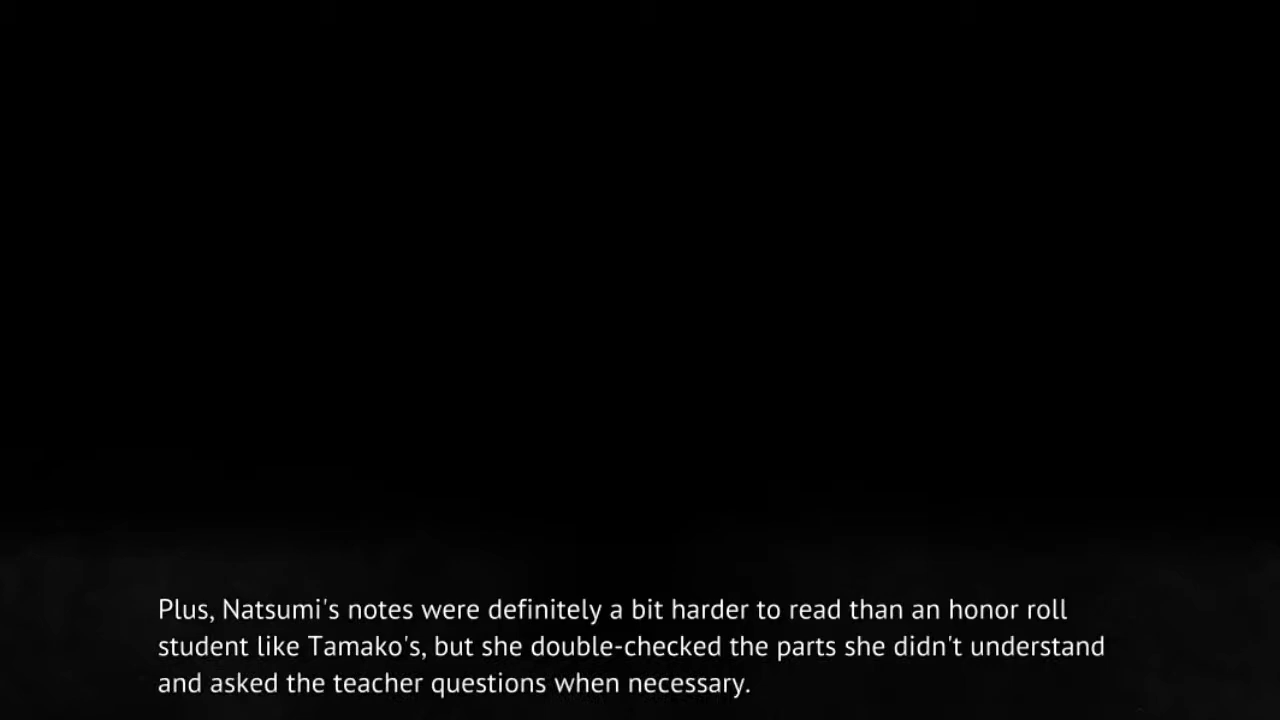 Plus, Natsumi's notes were definitely a bit harder to read than an honor roll
student like Tamako's, but she double-checked the parts she didn't understand
and asked the teacher questions when necessary.